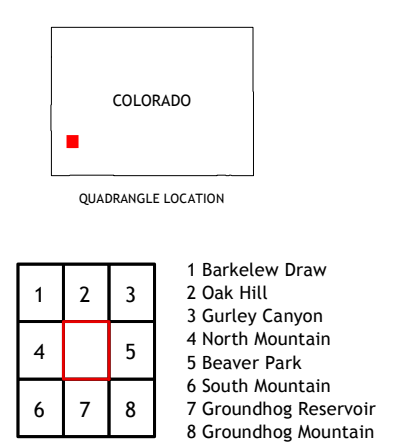 COLORADO
QUADRANGLE LOCATION
1 2 3
4 5
6 7 8
1 Barkelew Draw
2 Oak Hill
3 Gurley Canyon
4 North Mountain
5 Beaver Park
6 South Mountain
7 Groundhog Reservoir
8 Groundhog Mountain